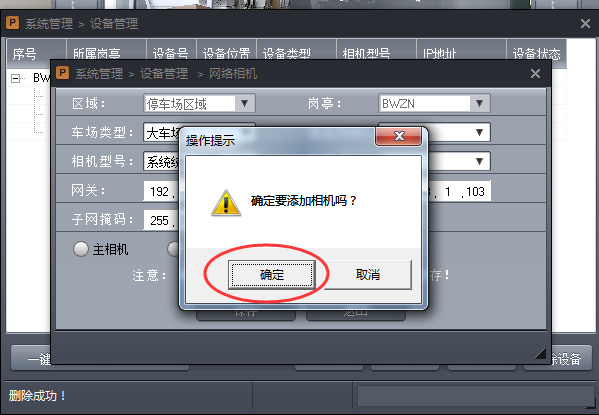 P 系统管理 > 设备管理
序号 所属岗亭 设备号 设备位置 设备类型 相机型号 IP地址 设备状态
BW
P 系统管理 > 设备管理 > 网络相机
区域： 停车场区域 岗亭： BWZN
车场类型： 大车场
相机型号： 系统
网关： 192. 1 .103
子网掩码： 255.
主相机
注意： 存！
保存 退出
操作提示
确定要添加相机吗？
确定 取消
一键 除设备
删除成功！